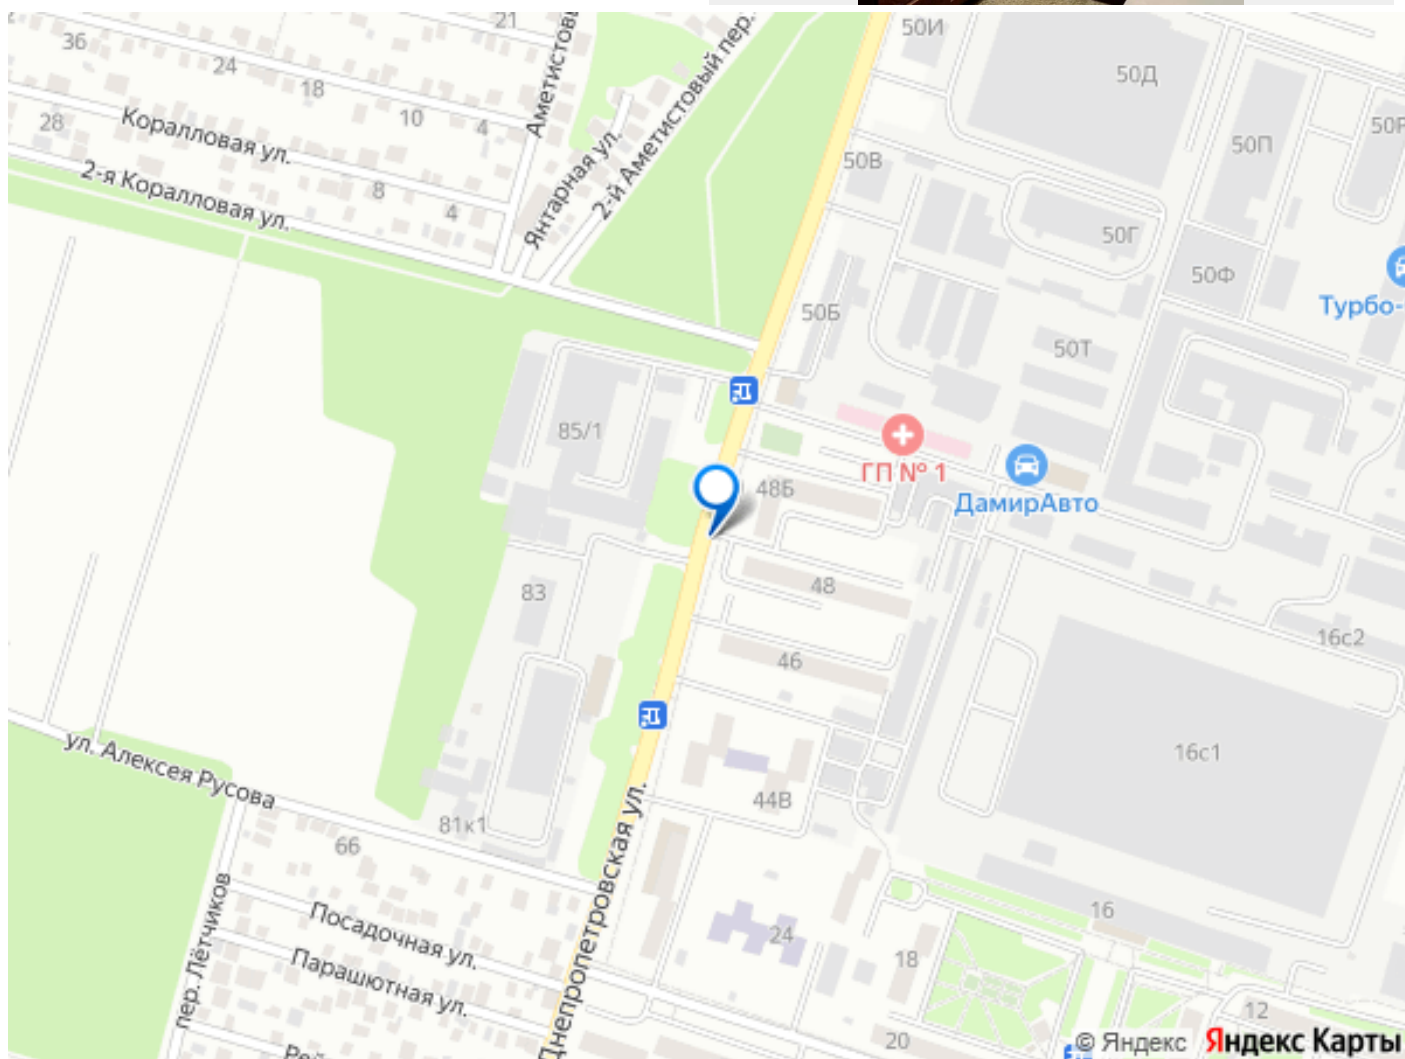 21
50И
36
24
50Д
18
Аметистовый
2-й Аметистовый пер.
10
4
28
Коралловая ул.
50П
50В
Янтарная ул.
2-я Коралловая ул.
8
4
50Г
50Ф
50Б
Турбо-
50Т
85/1
ГП № 1
48Б
ДамирАвто
83
48
16с2
46
ул. Алексея Русова
16с1
44В
81к1
66
Днепропетровская ул.
пер. Лётчиков
Посадочная ул.
16
24
Парашютная ул.
18
12
20
© Яндекс Яндекс Карты